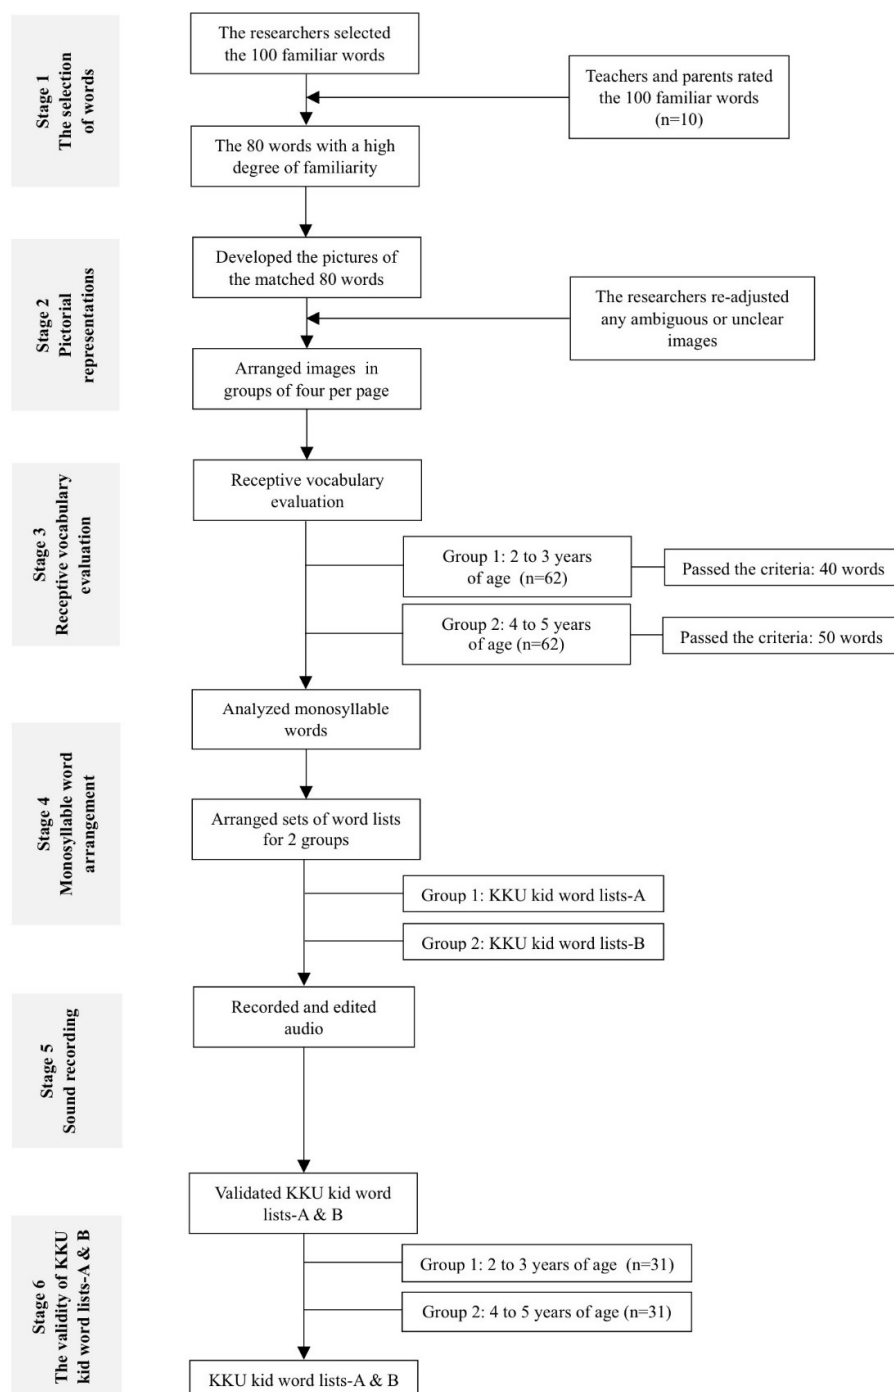 Stage 1
The selection
of words
The researchers selected
the 100 familiar words
Teachers and parents rated
the 100 familiar words
(n=10)
The 80 words with a high
degree of familiarity
Stage 2
Pictorial
representations
Developed the pictures of
the matched 80 words
The researchers re-adjusted
any ambiguous or unclear
images
Arranged images in
groups of four per page
Stage 3
Receptive vocabulary
evaluation
Receptive vocabulary
evaluation
Group 1: 2 to 3 years
of age (n=62)
Passed the criteria: 40 words
Group 2: 4 to 5 years
of age (n=62)
Passed the criteria: 50 words
Stage 4
Monosyllable word
arrangement
Analyzed monosyllable
words
Arranged sets of word lists
for 2 groups
Group 1: KKU kid word lists-A
Group 2: KKU kid word lists-B
Stage 5
Sound recording
Recorded and edited
audio
Stage 6
The validity of KKU
kid word lists-A & B
Validated KKU kid word
lists-A & B
Group 1: 2 to 3 years of age (n=31)
Group 2: 4 to 5 years of age (n=31)
KKU kid word lists-A & B